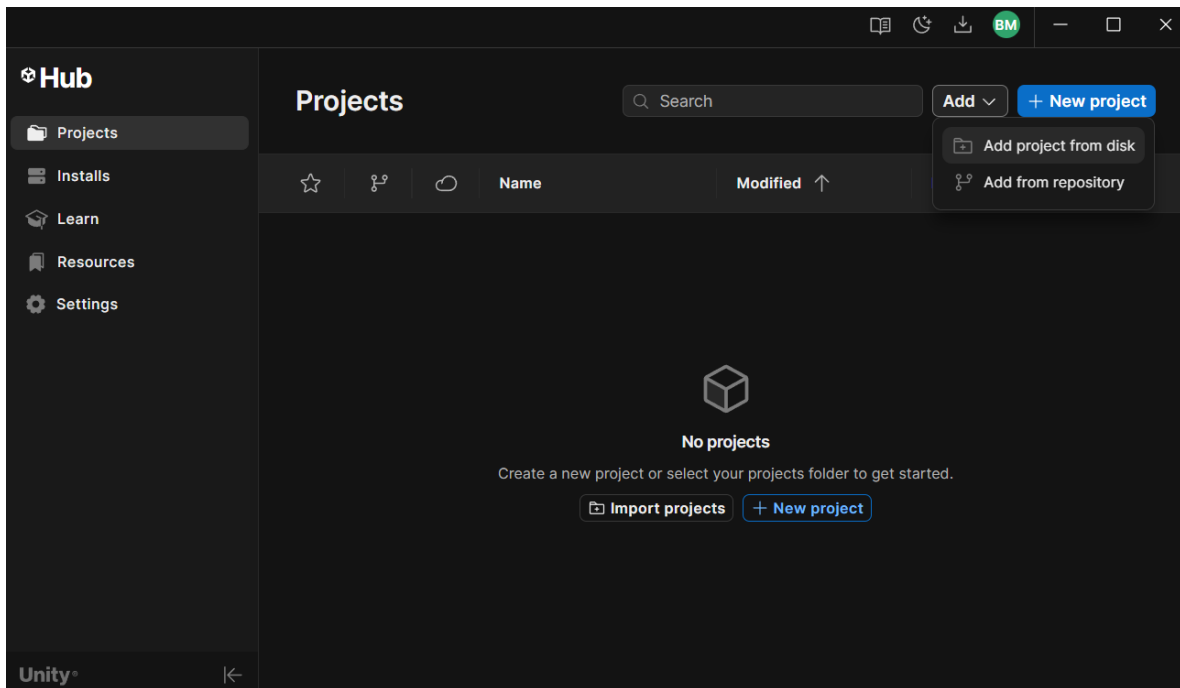 BM
Hub
Projects
Installs
Learn
Resources
Settings
Unity
Projects
Search
Add
+ New project
Add project from disk
Add from repository
Name
Modified
No projects
Create a new project or select your projects folder to get started.
Import projects
+ New project